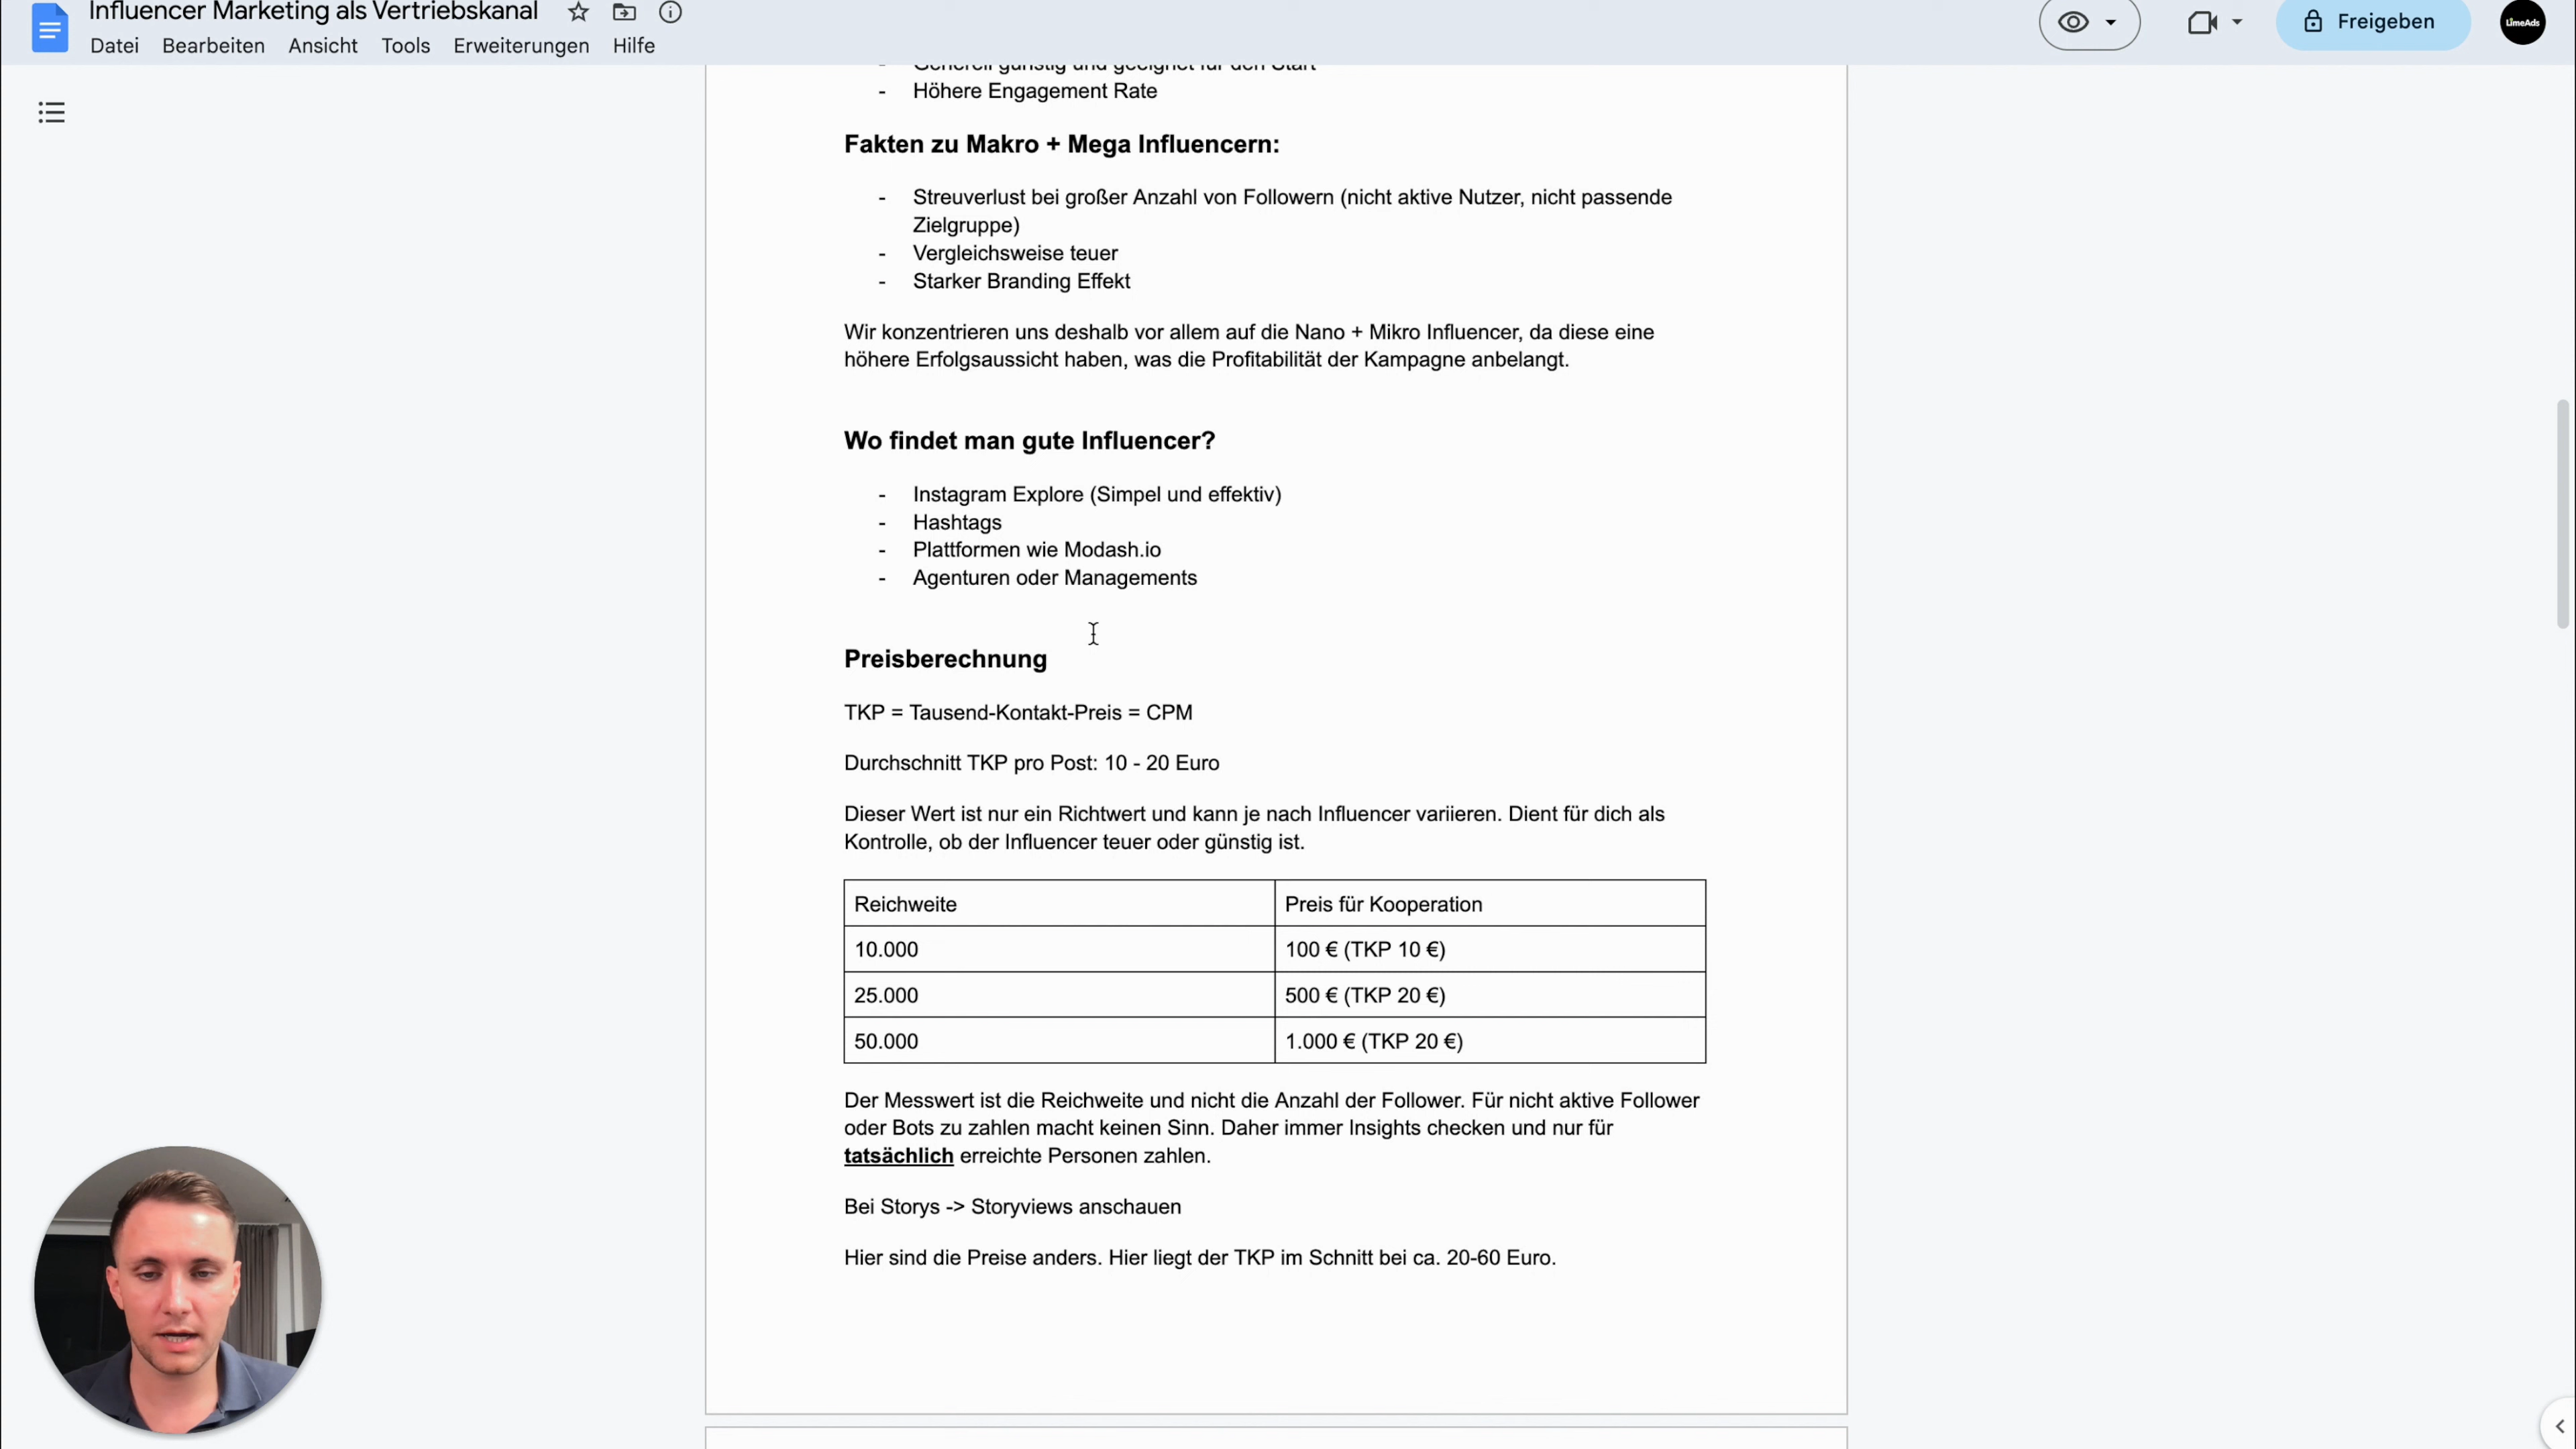 Influencer Marketing als Vertriebskanal
Datei Bearbeiten Ansicht Tools Erweiterungen Hilfe
Freigeben
LimeAds
- Generell günstig und geeignet für den Start
- Höhere Engagement Rate
Fakten zu Makro + Mega Influencern:
- Streuverlust bei großer Anzahl von Followern (nicht aktive Nutzer, nicht passende
Zielgruppe)
- Vergleichsweise teuer
- Starker Branding Effekt
Wir konzentrieren uns deshalb vor allem auf die Nano + Mikro Influencer, da diese eine
höhere Erfolgsaussicht haben, was die Profitabilität der Kampagne anbelangt.
Wo findet man gute Influencer?
- Instagram Explore (Simpel und effektiv)
- Hashtags
- Plattformen wie Modash.io
- Agenturen oder Managements
Preisberechnung
TKP = Tausend-Kontakt-Preis = CPM
Durchschnitt TKP pro Post: 10 - 20 Euro
Dieser Wert ist nur ein Richtwert und kann je nach Influencer variieren. Dient für dich als
Kontrolle, ob der Influencer teuer oder günstig ist.
Reichweite Preis für Kooperation
10.000 100 € (TKP 10 €)
25.000 500 € (TKP 20 €)
50.000 1.000 € (TKP 20 €)
Der Messwert ist die Reichweite und nicht die Anzahl der Follower. Für nicht aktive Follower
oder Bots zu zahlen macht keinen Sinn. Daher immer Insights checken und nur für
tatsächlich erreichte Personen zahlen.
Bei Storys -> Storyviews anschauen
Hier sind die Preise anders. Hier liegt der TKP im Schnitt bei ca. 20-60 Euro.